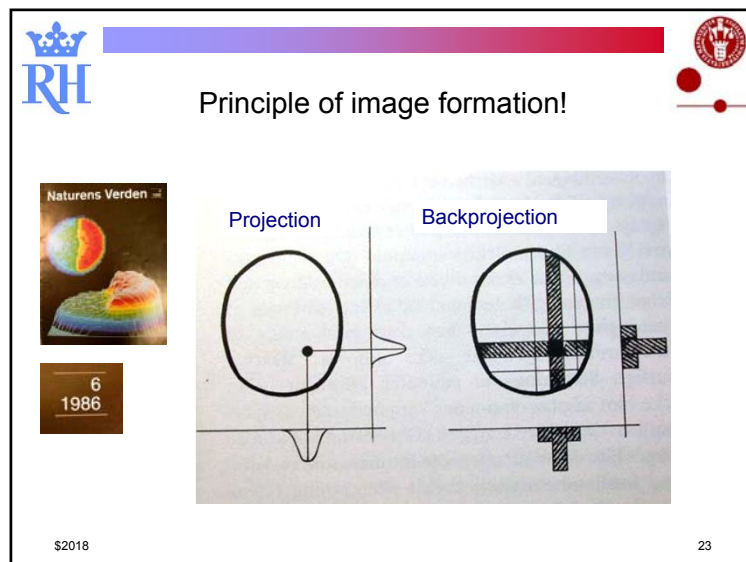 RH
Principle of image formation!
Naturens Verden
Projection
Backprojection
6
1986
$2018
23